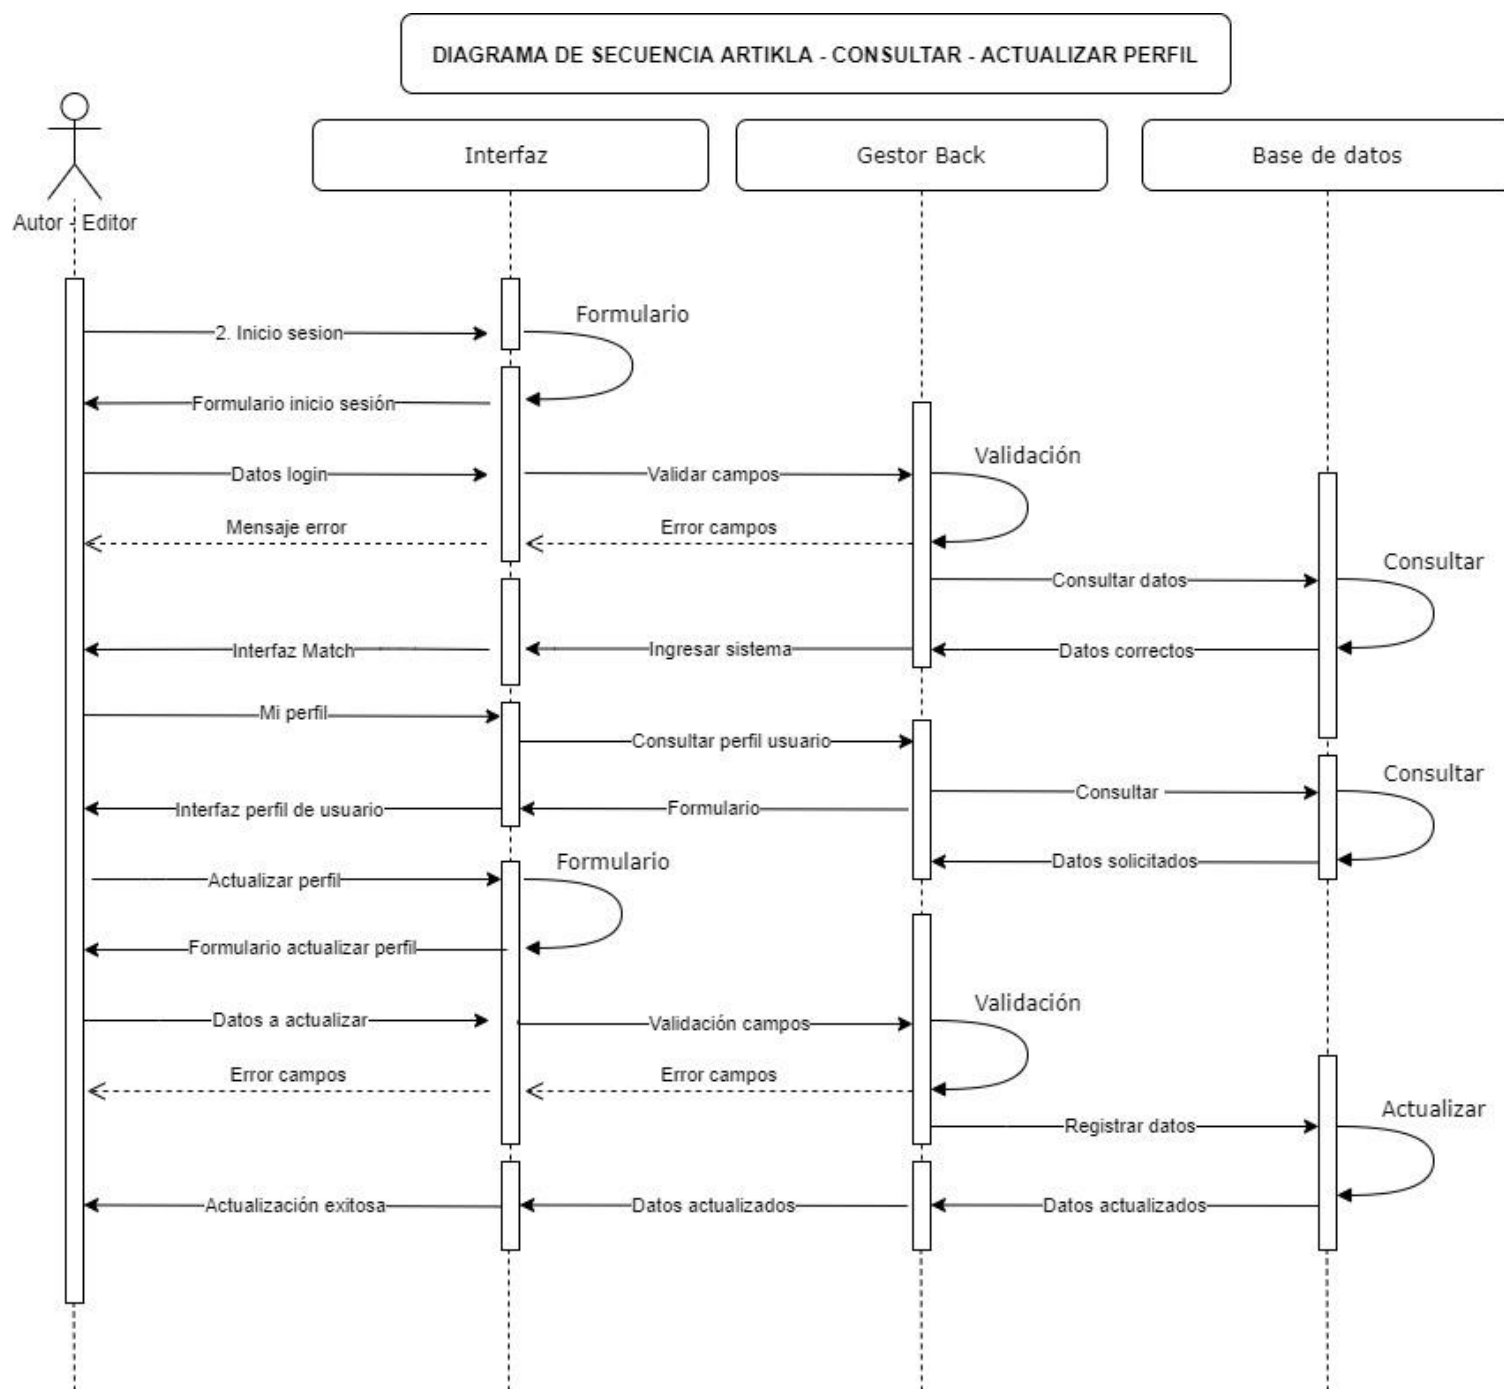 DIAGRAMA DE SECUENCIA ARTIKLA - CONSULTAR - ACTUALIZAR PERFIL
Interfaz
Gestor Back
Base de datos
Autor - Editor
Formulario
2. Inicio sesion
Formulario inicio sesión
Validación
Datos login
Validar campos
Mensaje error
Error campos
Consultar
Consultar datos
Interfaz Match
Ingresar sistema
Datos correctos
Mi perfil
Consultar perfil usuario
Consultar
Consultar
Interfaz perfil de usuario
Formulario
Formulario
Datos solicitados
Actualizar perfil
Formulario actualizar perfil
Validación
Datos a actualizar
Validación campos
Error campos
Error campos
Actualizar
Registrar datos
Actualización exitosa
Datos actualizados
Datos actualizados